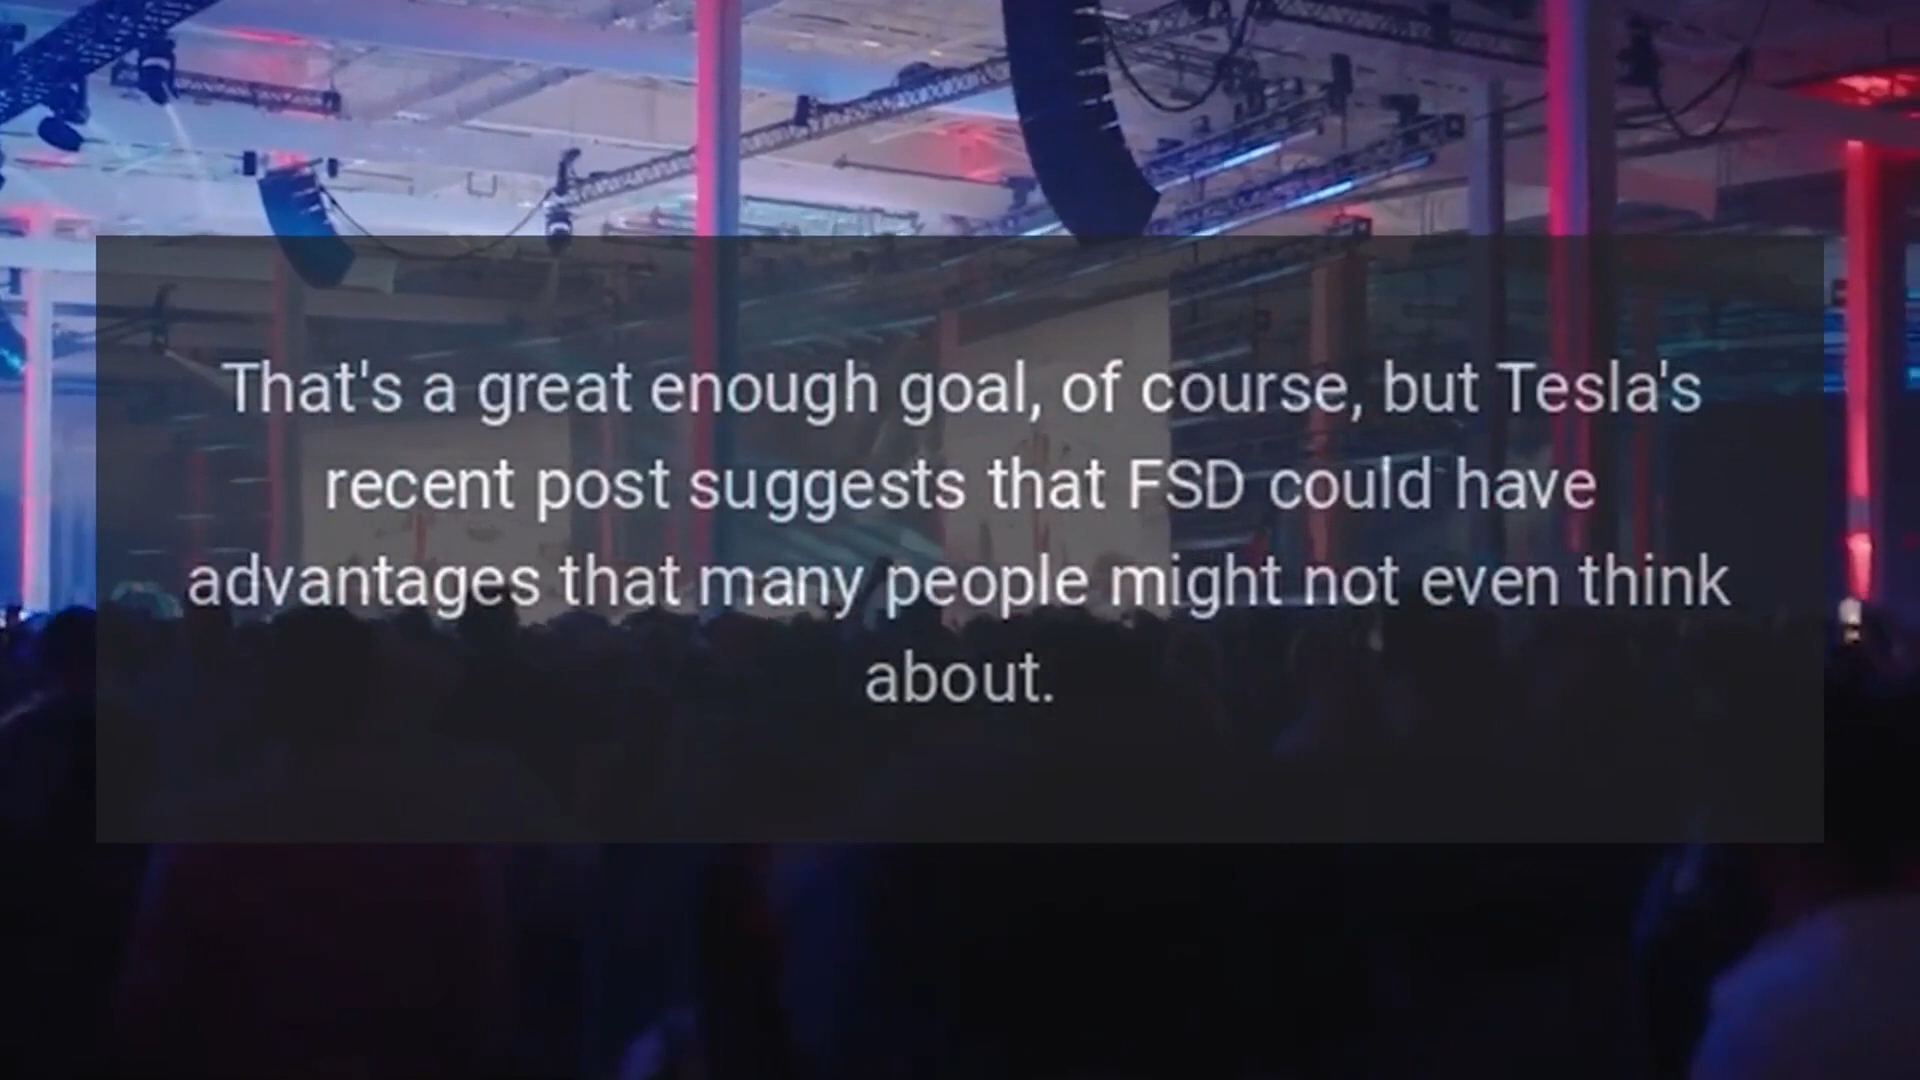 That's a great enough goal, of course, but Tesla's
recent post suggests that FSD could have
advantages that many people might not even think
about.